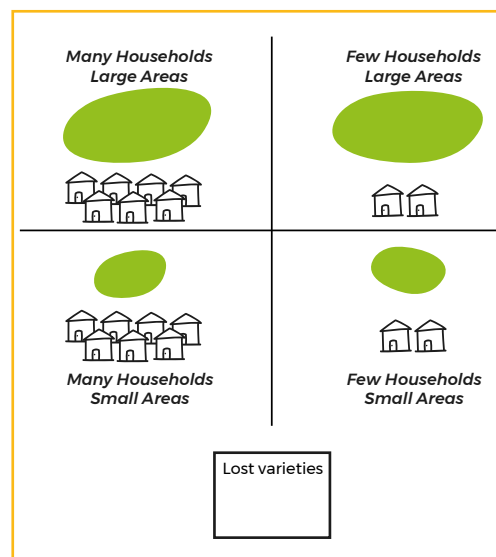 Many Households
Large Areas
Few Households
Large Areas
Many Households
Small Areas
Few Households
Small Areas
Lost varieties